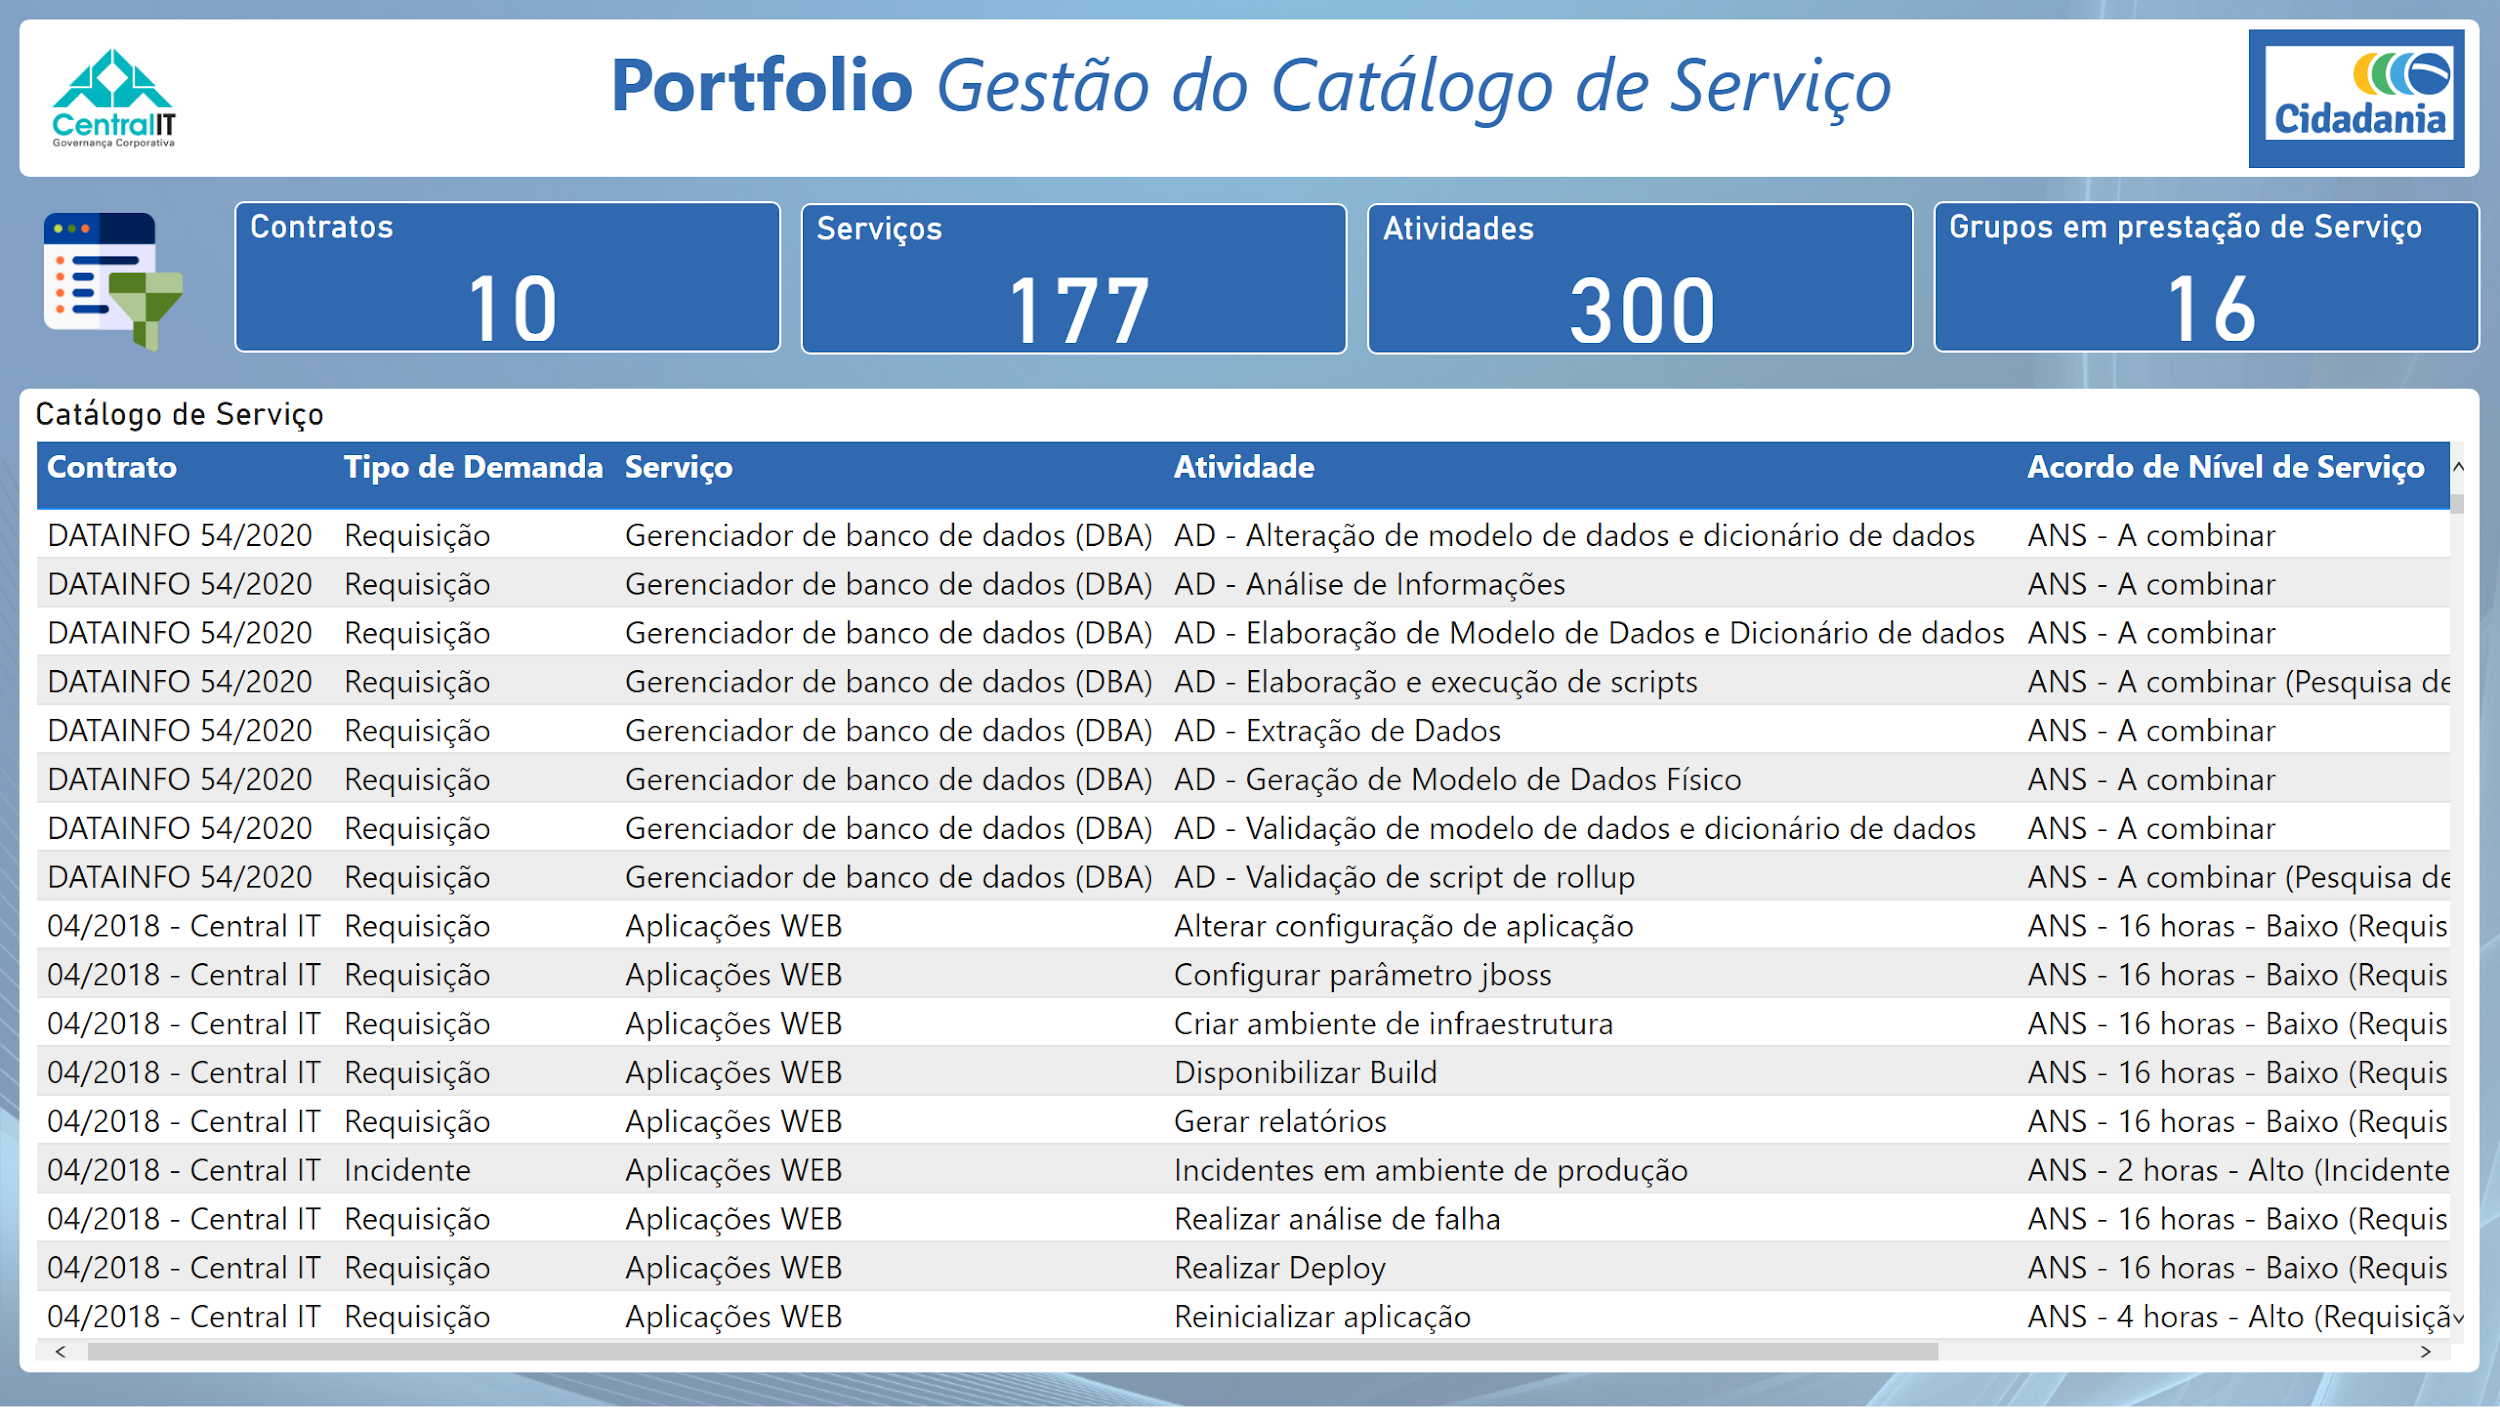 CentralIT
Governança Corporativa
Portfolio Gestão do Catálogo de Serviço
Cidadania
Contratos
10
Serviços
177
Atividades
300
Grupos em prestação de Serviço
16
Catálogo de Serviço
Contrato Tipo de Demanda Serviço Atividade Acordo de Nível de Serviço
DATAINFO 54/2020 Requisição Gerenciador de banco de dados (DBA) AD - Alteração de modelo de dados e dicionário de dados ANS - A combinar
DATAINFO 54/2020 Requisição Gerenciador de banco de dados (DBA) AD - Análise de Informações ANS - A combinar
DATAINFO 54/2020 Requisição Gerenciador de banco de dados (DBA) AD - Elaboração de Modelo de Dados e Dicionário de dados ANS - A combinar
DATAINFO 54/2020 Requisição Gerenciador de banco de dados (DBA) AD - Elaboração e execução de scripts ANS - A combinar (Pesquisa de
DATAINFO 54/2020 Requisição Gerenciador de banco de dados (DBA) AD - Extração de Dados ANS - A combinar
DATAINFO 54/2020 Requisição Gerenciador de banco de dados (DBA) AD - Geração de Modelo de Dados Físico ANS - A combinar
DATAINFO 54/2020 Requisição Gerenciador de banco de dados (DBA) AD - Validação de modelo de dados e dicionário de dados ANS - A combinar
DATAINFO 54/2020 Requisição Gerenciador de banco de dados (DBA) AD - Validação de script de rollup ANS - A combinar (Pesquisa de
04/2018 - Central IT Requisição Aplicações WEB Alterar configuração de aplicação ANS - 16 horas - Baixo (Requis
04/2018 - Central IT Requisição Aplicações WEB Configurar parâmetro jboss ANS - 16 horas - Baixo (Requis
04/2018 - Central IT Requisição Aplicações WEB Criar ambiente de infraestrutura ANS - 16 horas - Baixo (Requis
04/2018 - Central IT Requisição Aplicações WEB Disponibilizar Build ANS - 16 horas - Baixo (Requis
04/2018 - Central IT Requisição Aplicações WEB Gerar relatórios ANS - 16 horas - Baixo (Requis
04/2018 - Central IT Incidente Aplicações WEB Incidentes em ambiente de produção ANS - 2 horas - Alto (Incidente
04/2018 - Central IT Requisição Aplicações WEB Realizar análise de falha ANS - 16 horas - Baixo (Requis
04/2018 - Central IT Requisição Aplicações WEB Realizar Deploy ANS - 16 horas - Baixo (Requis
04/2018 - Central IT Requisição Aplicações WEB Reinicializar aplicação ANS - 4 horas - Alto (Requisiçã